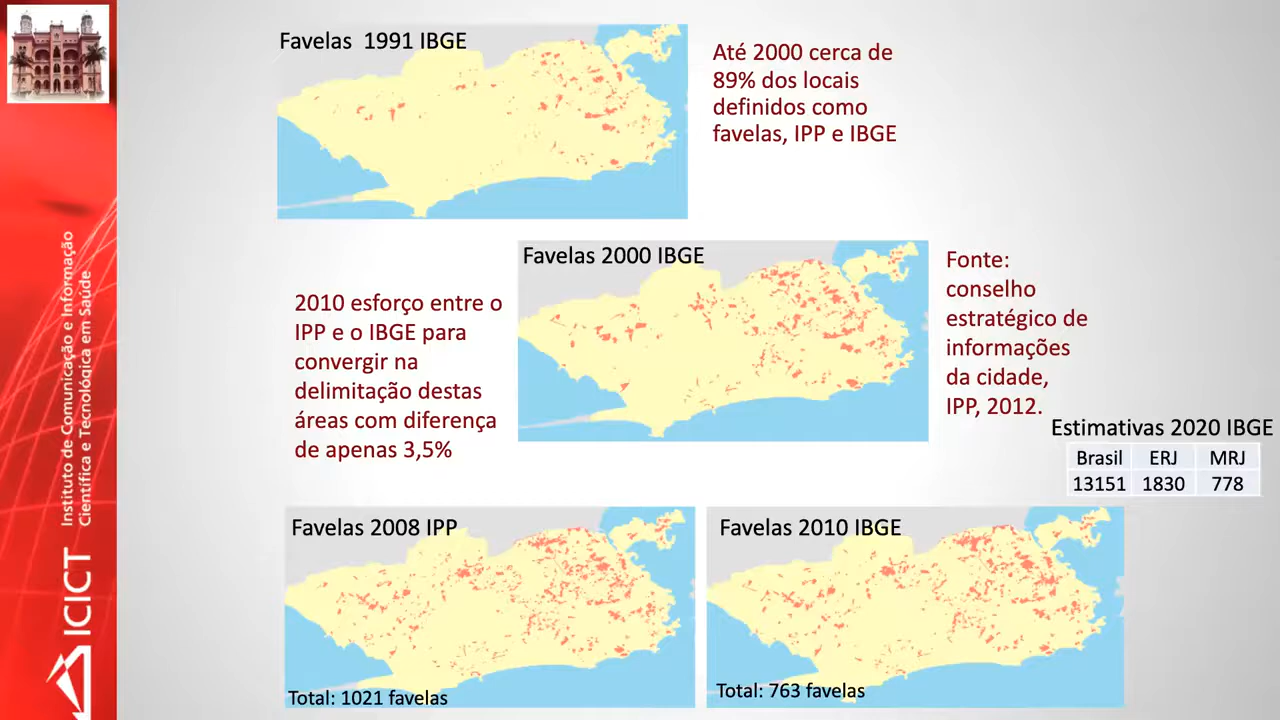 Favelas 1991 IBGE
Até 2000 cerca de
89% dos locais
definidos como
favelas, IPP e IBGE
Favelas 2000 IBGE
2010 esforço entre o
IPP e o IBGE para
convergir na
delimitação destas
áreas com diferença
de apenas 3,5%
Fonte:
conselho
estratégico de
informações
da cidade,
IPP, 2012.
Estimativas 2020 IBGE
Brasil ERJ MRJ
13151 1830 778
Favelas 2008 IPP
Total: 1021 favelas
Favelas 2010 IBGE
Total: 763 favelas
Instituto de Comunicação e Informação
Científica e Tecnológica em Saúde
ICICT